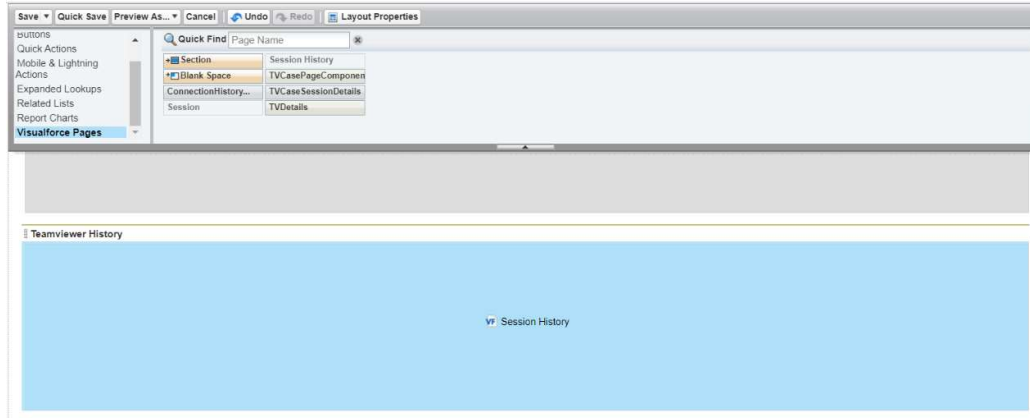 Save Quick Save Preview As... Cancel Undo Redo Layout Properties
Buttons
Quick Actions
Mobile & Lightning
Actions
Expanded Lookups
Related Lists
Report Charts
Visualforce Pages
Quick Find Page Name
Section Session History
Blank Space TVCasePageComponen
ConnectionHistory... TVCaseSessionDetails
Session TVDetails
Teamviewer History
VF Session History